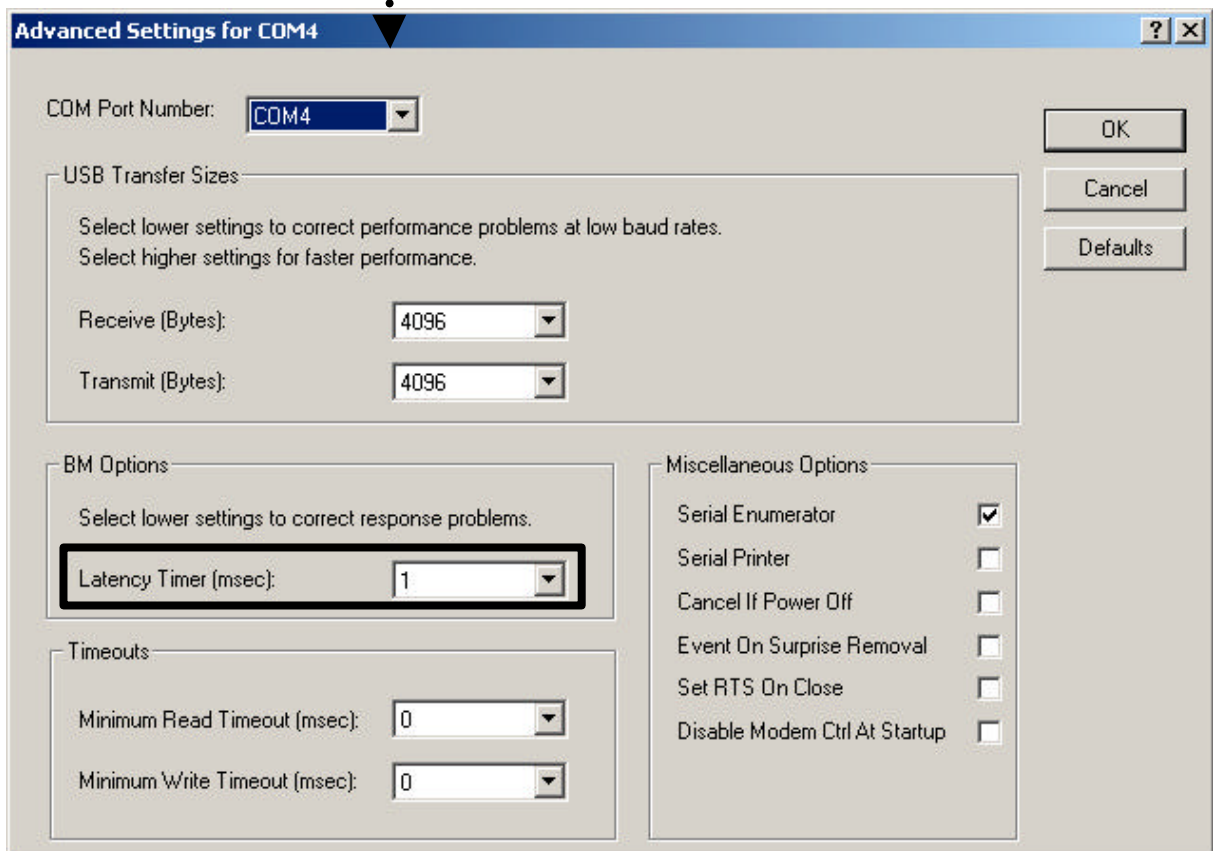 Advanced Settings for COM4
COM Port Number: COM4
OK
Cancel
Defaults
USB Transfer Sizes
Select lower settings to correct performance problems at low baud rates.
Select higher settings for faster performance.
Receive (Bytes): 4096
Transmit (Bytes): 4096
BM Options
Select lower settings to correct response problems.
Latency Timer (msec): 1
Timeouts
Minimum Read Timeout (msec): 0
Minimum Write Timeout (msec): 0
Miscellaneous Options
Serial Enumerator
Serial Printer
Cancel If Power Off
Event On Surprise Removal
Set RTS On Close
Disable Modem Ctrl At Startup